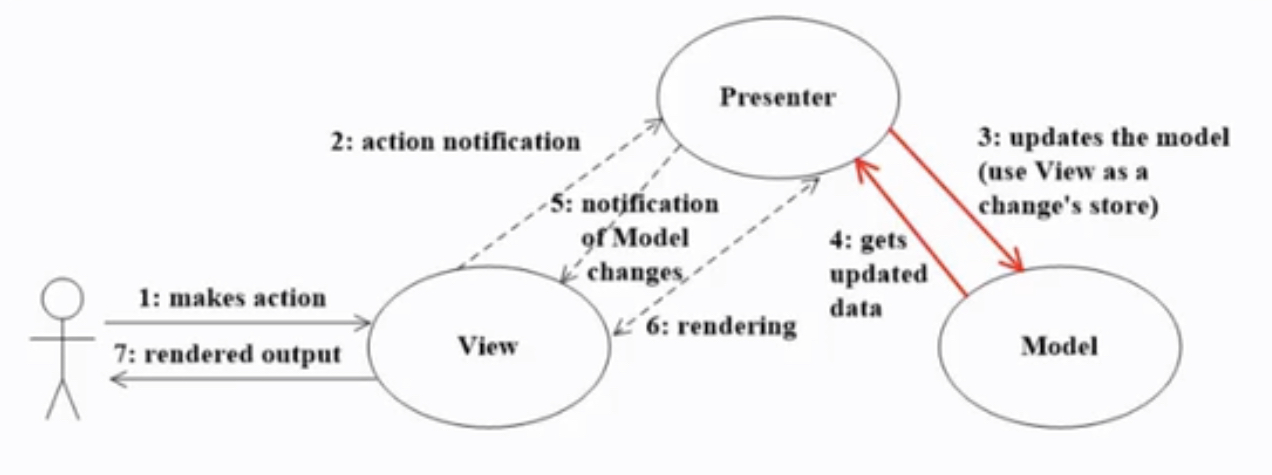 Presenter
2: action notification
3: updates the model
(use View as a
change's store)
5: notification
of Model
changes
4: gets
updated
data
1: makes action
6: rendering
7: rendered output
View
Model